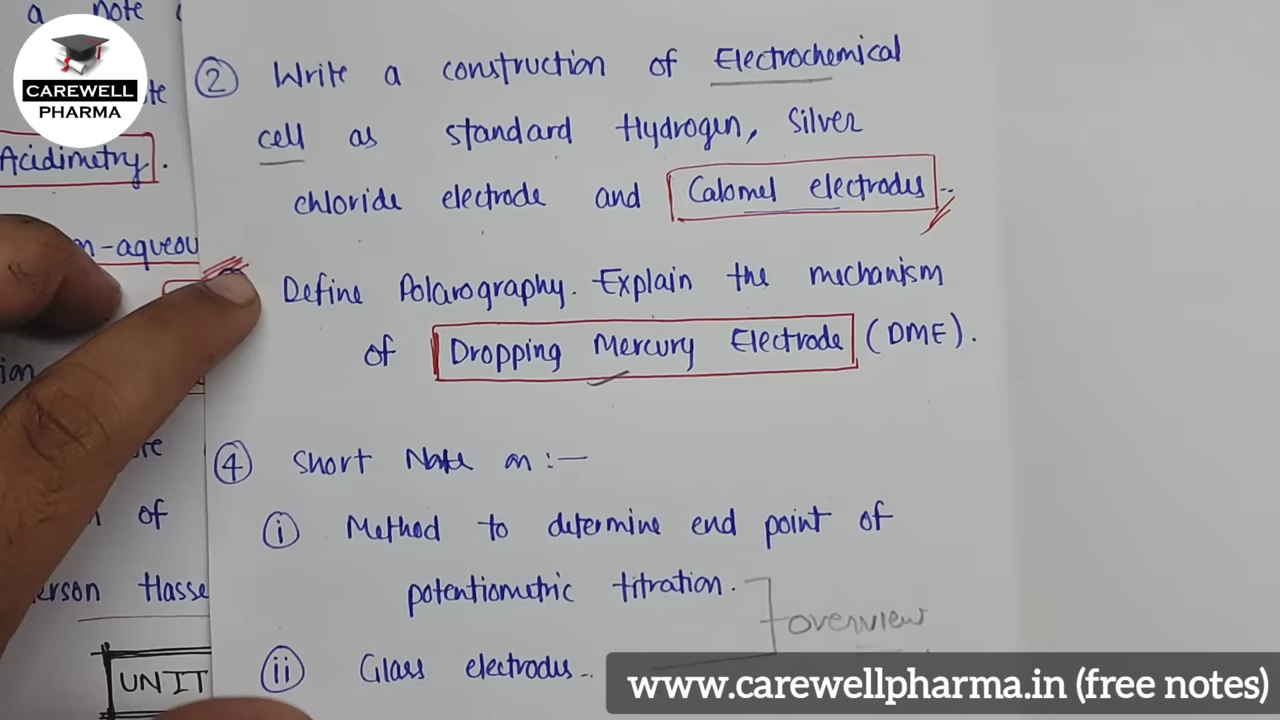 a note
CAREWELL
PHARMA
Acidimetry.
② Write a construction of Electrochemical
cell as standard Hydrogen, Silver
chloride electrode and Calomel electrodes..
Define Polarography. Explain the mechanism
of Dropping Mercury Electrode (DME).
④ Short Note on :—
ⓘ Method to determine end point of
potentiometric titration.
overview
ⅱ Glass electrodes..
of
UNIT
www.carewellpharma.in (free notes)